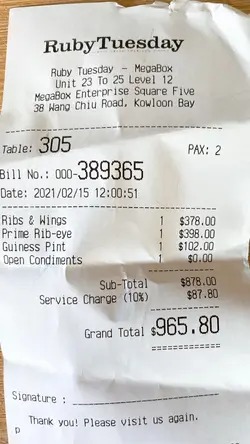 Ruby Tuesday
Ruby Tuesday - MegaBox
Unit 23 To 25 Level 12
MegaBox Enterprise Square Five
38 Wang Chiu Road, Kowloon Bay
Table: 305 PAX: 2
Bill No.: 000-389365
Date: 2021/02/15 12:00:51
Ribs & Wings 1 $378.00
Prime Rib-eye 1 $398.00
Guiness Pint 1 $102.00
Open Condiments 1 $0.00
Sub-Total $878.00
Service Charge (10%) $87.80
Grand Total $965.80
Signature :
Thank you! Please visit us again.
p